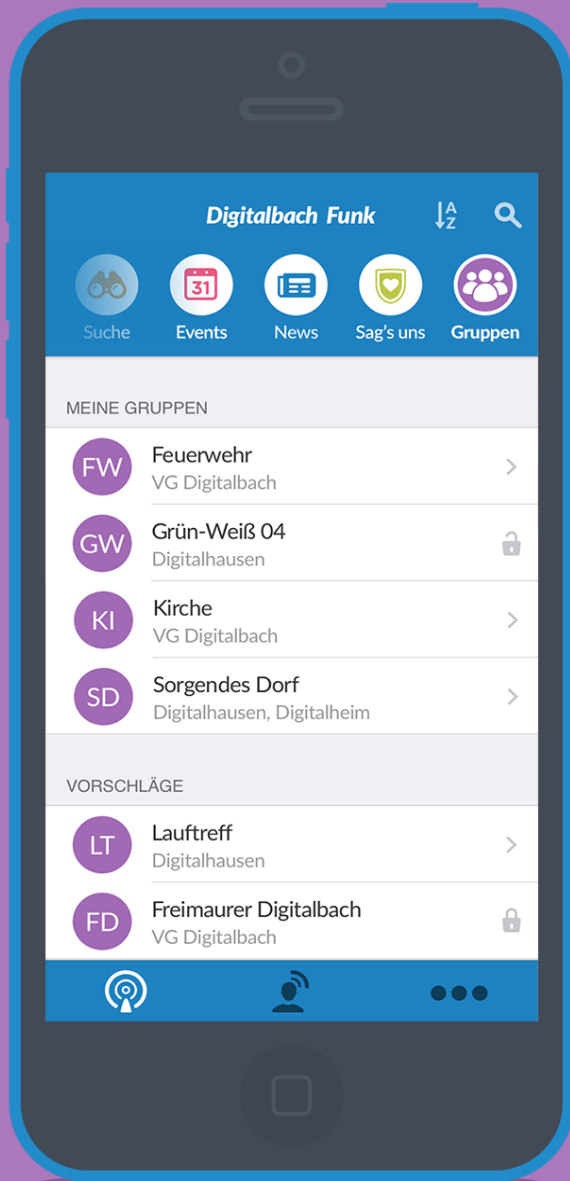 Digitalbach Funk
A
Z
31
Suche
Events
News
Sag's uns
Gruppen
MEINE GRUPPEN
FW
Feuerwehr
VG Digitalbach
GW
Grün-Weiß 04
Digitalhausen
KI
Kirche
VG Digitalbach
SD
Sorgendes Dorf
Digitalhausen, Digitalheim
VORSCHLÄGE
LT
Lauftreff
Digitalhausen
FD
Freimaurer Digitalbach
VG Digitalbach